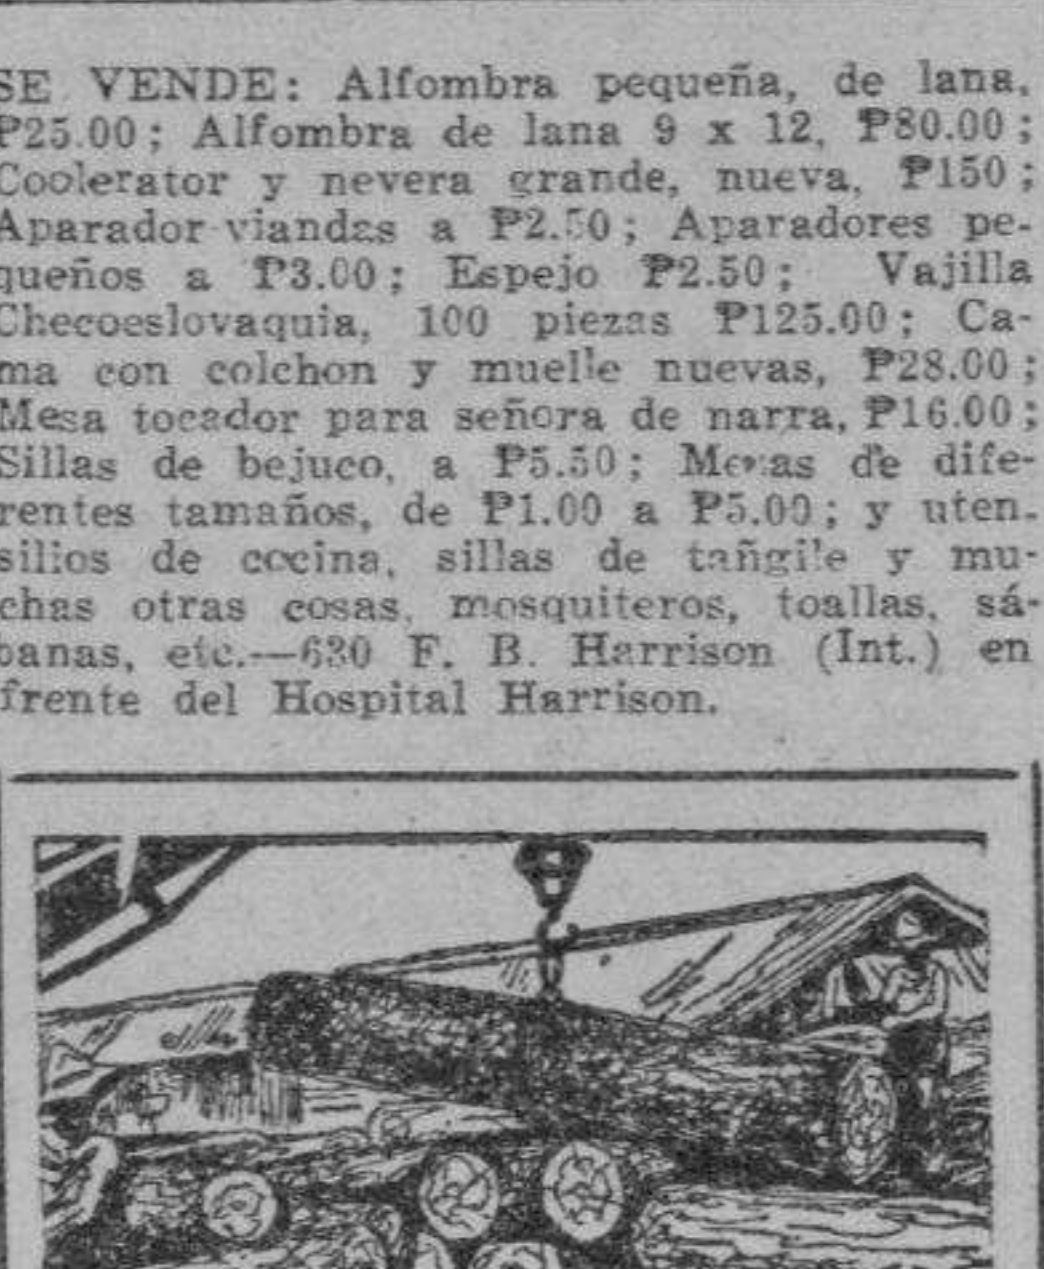 SE VENDE: Alfombra pequeña, de lana,
₱25.00; Alfombra de lana 9 x 12, ₱80.00;
Coolerator y nevera grande, nueva, ₱150;
Aparador viandas a ₱2.50; Aparadores pe-
queños a ₱3.00; Espejo ₱2.50; Vajilla
Checoeslovaquia, 100 piezas ₱125.00; Ca-
ma con colchon y muelle nuevas, ₱28.00;
Mesa tocador para señora de narra, ₱16.00;
Sillas de bejuco, a ₱5.50; Mesas de dife-
rentes tamaños, de ₱1.00 a ₱5.00; y uten-
silios de cocina, sillas de tañgile y mu-
chas otras cosas, mosquiteros, toallas, sá-
banas, etc.—630 F. B. Harrison (Int.) en
frente del Hospital Harrison.